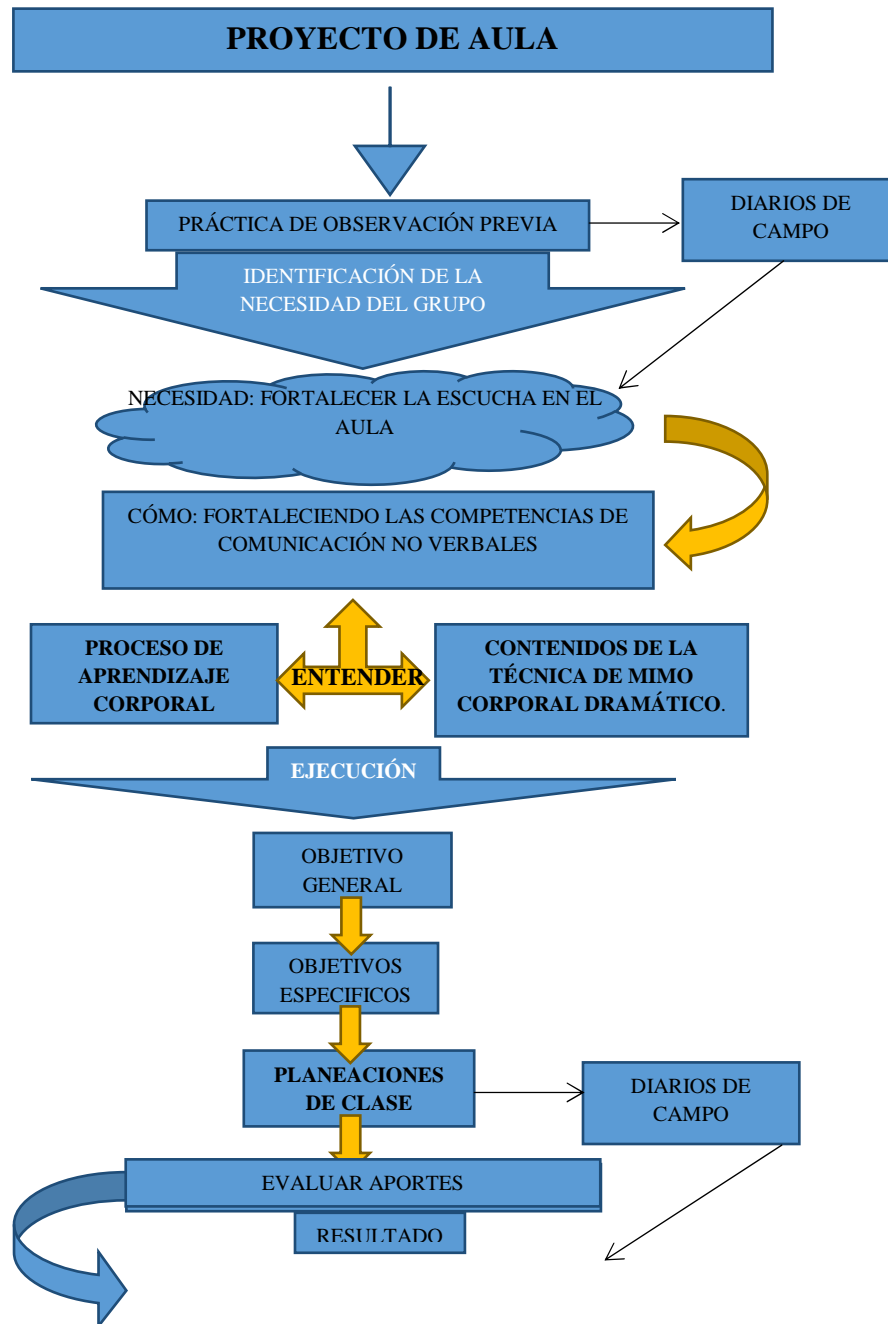 PROYECTO DE AULA
PRÁCTICA DE OBSERVACIÓN PREVIA
DIARIOS DE
CAMPO
IDENTIFICACIÓN DE LA
NECESIDAD DEL GRUPO
NECESIDAD: FORTALECER LA ESCUCHA EN EL
AULA
CÓMO: FORTALECIENDO LAS COMPETENCIAS DE
COMUNICACIÓN NO VERBALES
PROCESO DE
APRENDIZAJE
CORPORAL
ENTENDER
CONTENIDOS DE LA
TÉCNICA DE MIMO
CORPORAL DRAMÁTICO.
EJECUCIÓN
OBJETIVO
GENERAL
OBJETIVOS
ESPECIFICOS
PLANEACIONES
DE CLASE
DIARIOS DE
CAMPO
EVALUAR APORTES
RESULTADO